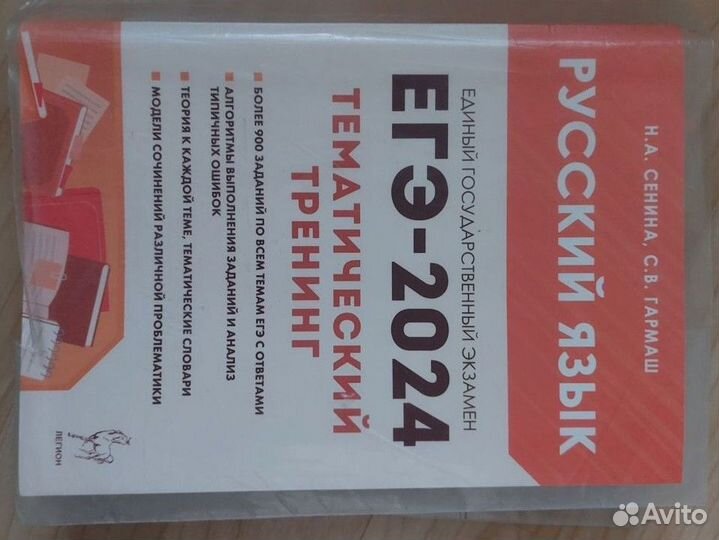 Н.А. СЕНИНА, С.В. ГАРМАШ
РУССКИЙ ЯЗЫК
ЕДИНЫЙ ГОСУДАРСТВЕННЫЙ ЭКЗАМЕН
ЕГЭ-2024
ТЕМАТИЧЕСКИЙ
ТРЕНИНГ
БОЛЕЕ 900 ЗАДАНИЙ ПО ВСЕМ ТЕМАМ ЕГЭ С ОТВЕТАМИ
АЛГОРИТМЫ ВЫПОЛНЕНИЯ ЗАДАНИЙ И АНАЛИЗ
ТИПИЧНЫХ ОШИБОК
ТЕОРИЯ К КАЖДОЙ ТЕМЕ, ТЕМАТИЧЕСКИЕ СЛОВАРИ
МОДЕЛИ СОЧИНЕНИЙ РАЗЛИЧНОЙ ПРОБЛЕМАТИКИ
ЛЕГИОН
Avito